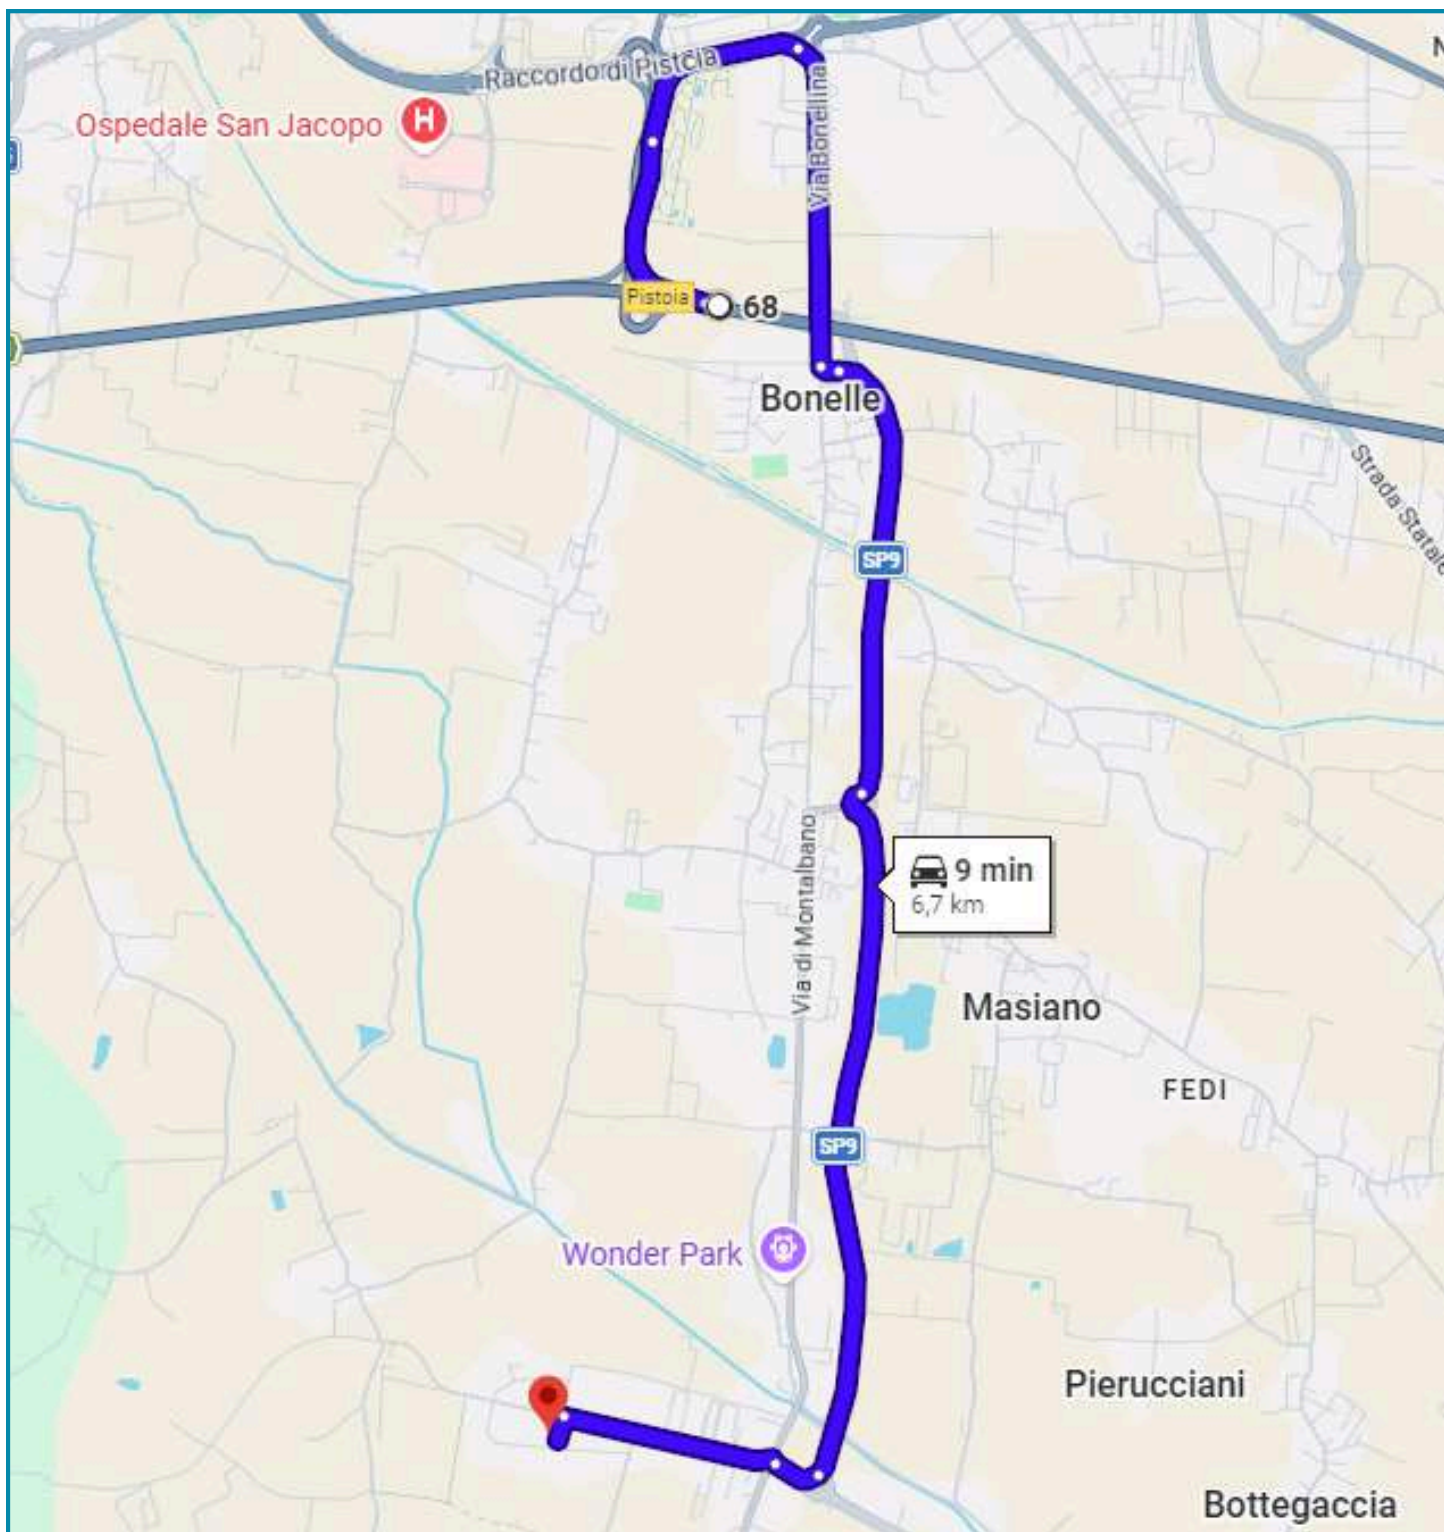 N
Raccordo di Pistoia
Ospedale San Jacopo
H
Via Bonellina
Pistoia
68
Bonelle
Strada Statale
SP9
9 min
6,7 km
Via di Montalbano
Masiano
FEDI
SP9
Wonder Park
Pierucciani
Bottegaccia